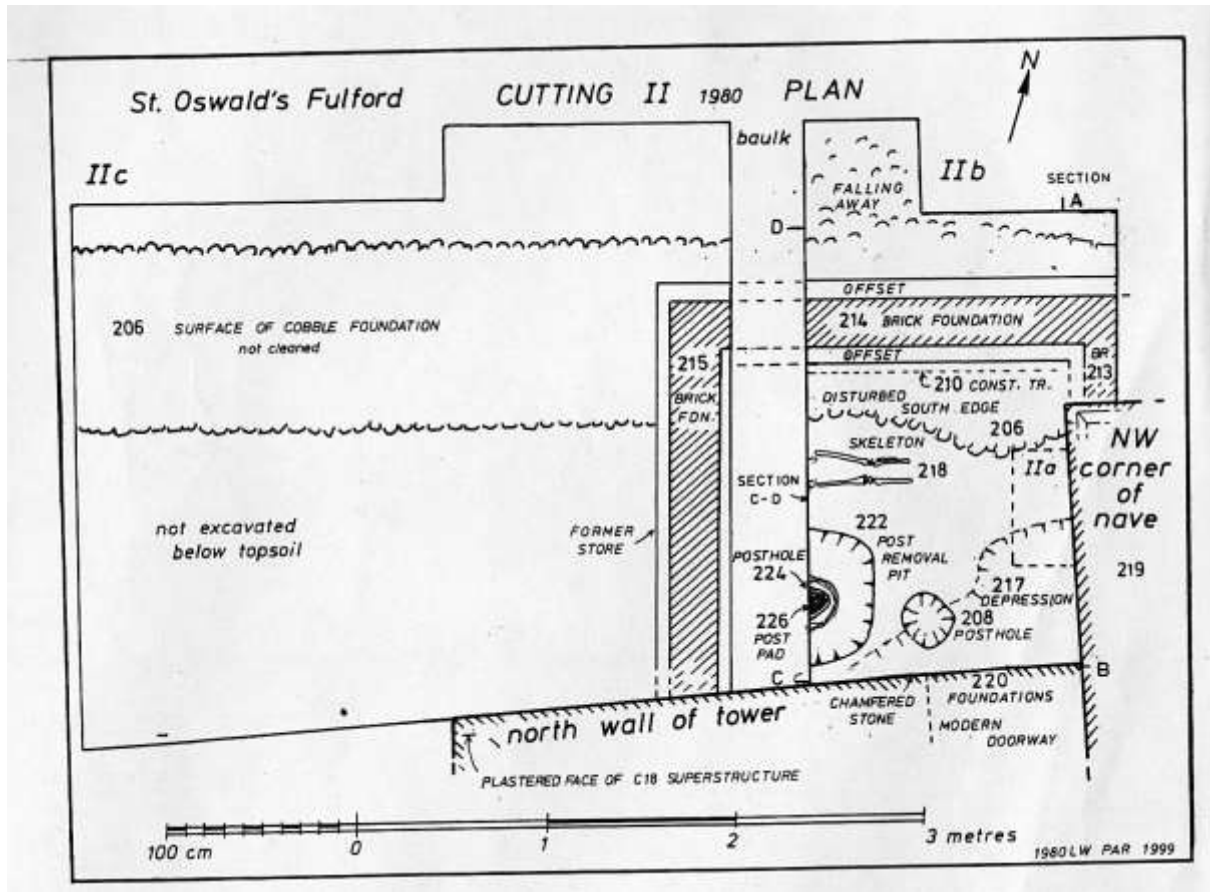 St. Oswald's Fulford
CUTTING II 1980 PLAN
N
IIc
baulk
IIb
SECTION
A
FALLING
AWAY
D
OFFSET
206 SURFACE OF COBBLE FOUNDATION
not cleaned
214 BRICK FOUNDATION
215
BRICK
FDN.
OFFSET
BR
213
210 CONST. TR.
DISTURBED
SOUTH EDGE
206
SKELETON
218
IIa
NW
corner
of
nave
219
SECTION
C-D
not excavated
below topsoil
FORMER
STORE
222
POST
REMOVAL
PIT
POSTHOLE
224
226
POST
PAD
217
DEPRESSION
208
POSTHOLE
C
B
220
FOUNDATIONS
CHAMFERED
STONE
MODERN
DOORWAY
north wall of tower
PLASTERED FACE OF C18 SUPERSTRUCTURE
100 cm 0 1 2 3 metres
1980 LW PAR 1999